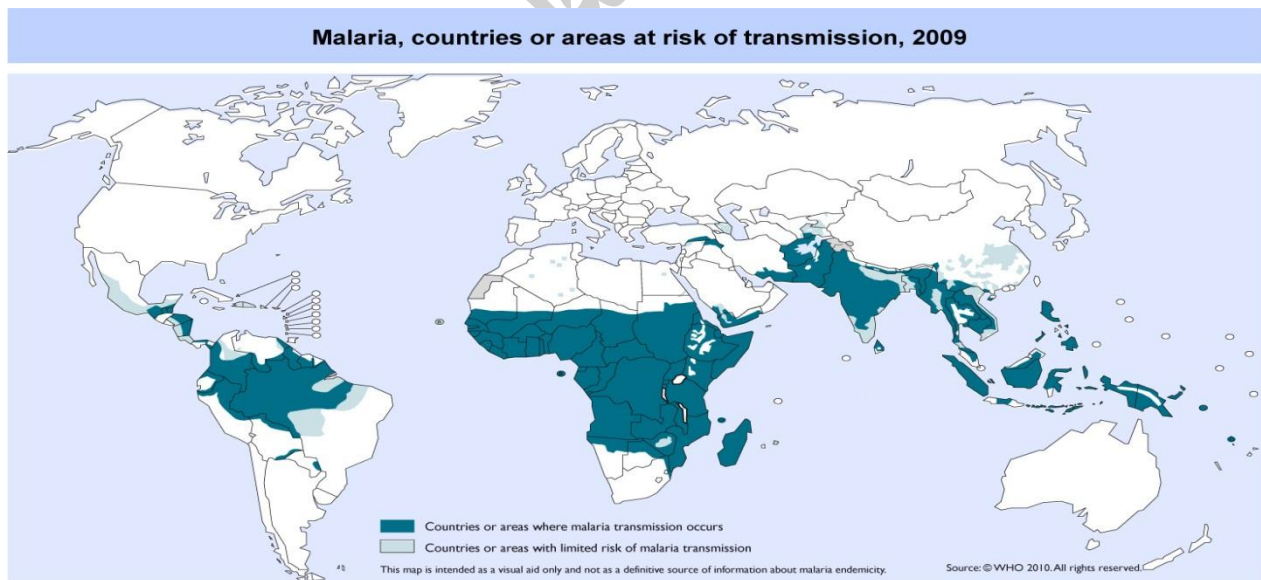 Malaria, countries or areas at risk of transmission, 2009
Countries or areas where malaria transmission occurs
Countries or areas with limited risk of malaria transmission
This map is intended as a visual aid only and not as a definitive source of information about malaria endemicity.
Source: © WHO 2010. All rights reserved.